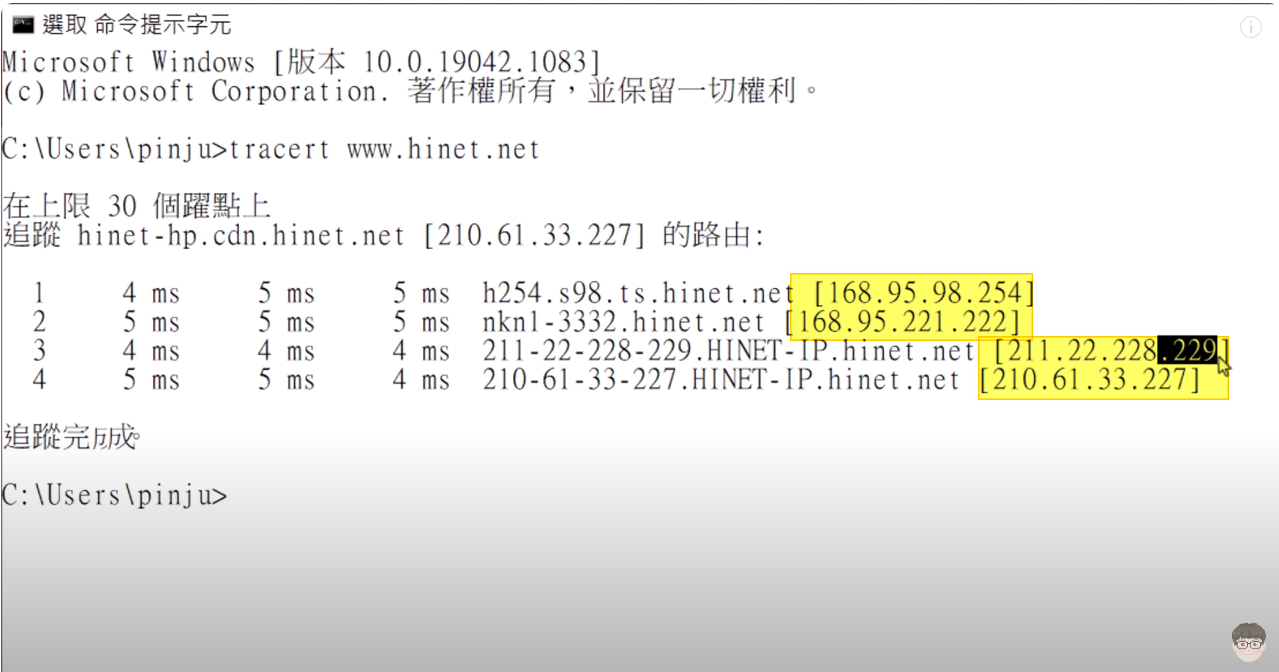 選取 命令提示字元
Microsoft Windows [版本 10.0.19042.1083]
(c) Microsoft Corporation. 著作權所有，並保留一切權利。
C:\Users\pinju>tracert www.hinet.net
在上限 30 個躍點上
追蹤 hinet-hp.cdn.hinet.net [210.61.33.227] 的路由:
1 4 ms 5 ms 5 ms h254.s98.ts.hinet.net [168.95.98.254]
2 5 ms 5 ms 5 ms nkn1-3332.hinet.net [168.95.221.222]
3 4 ms 4 ms 4 ms 211-22-228-229.HINET-IP.hinet.net [211.22.228.229]
4 5 ms 5 ms 4 ms 210-61-33-227.HINET-IP.hinet.net [210.61.33.227]
追蹤完成。
C:\Users\pinju>